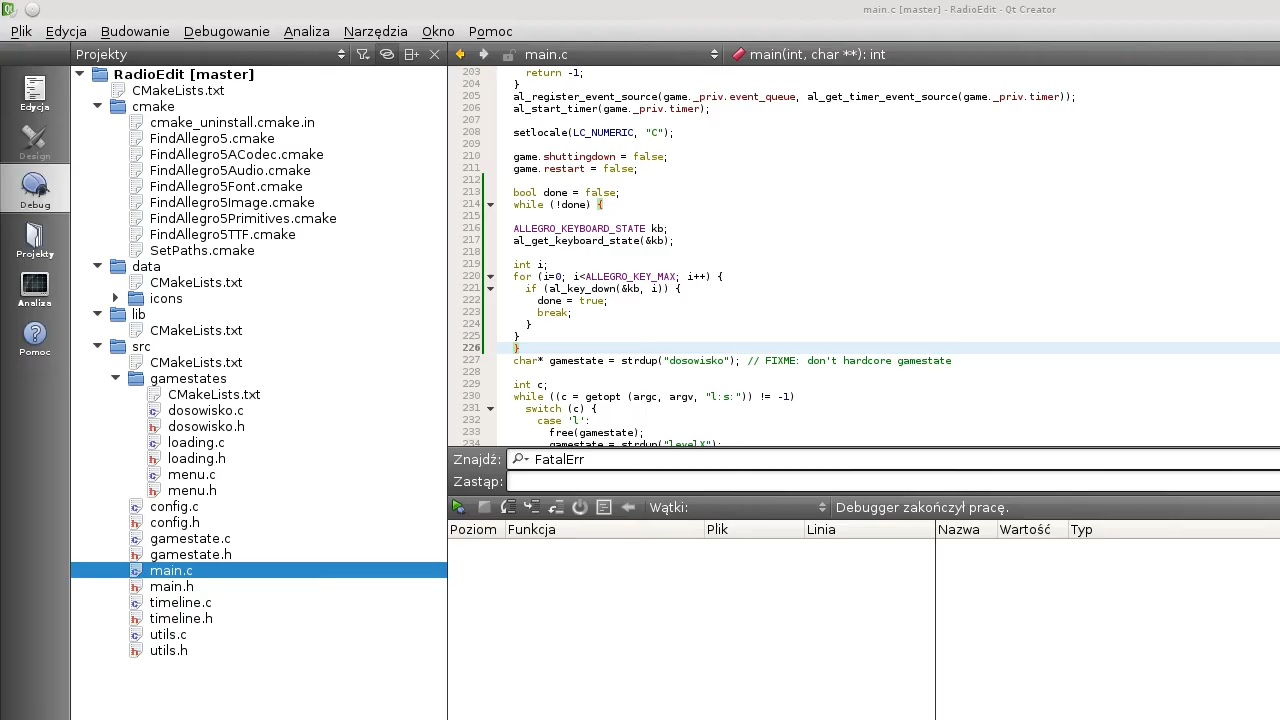 main.c [master] - RadioEdit - Qt Creator
Plik Edycja Budowanie Debugowanie Analiza Narzędzia Okno Pomoc
Projekty
main.c
main(int, char **): int
Edycja
Design
Debug
Projekty
Analiza
Pomoc
RadioEdit [master]
CMakeLists.txt
cmake
cmake_uninstall.cmake.in
FindAllegro5.cmake
FindAllegro5ACodec.cmake
FindAllegro5Audio.cmake
FindAllegro5Font.cmake
FindAllegro5Image.cmake
FindAllegro5Primitives.cmake
FindAllegro5TTF.cmake
SetPaths.cmake
data
CMakeLists.txt
icons
lib
CMakeLists.txt
src
CMakeLists.txt
gamestates
CMakeLists.txt
dosowisko.c
dosowisko.h
loading.c
loading.h
menu.c
menu.h
config.c
config.h
gamestate.c
gamestate.h
main.c
main.h
timeline.c
timeline.h
utils.c
utils.h
203 return -1;
204 }
205 al_register_event_source(game._priv.event_queue, al_get_timer_event_source(game._priv.timer));
206 al_start_timer(game._priv.timer);
207
208 setlocale(LC_NUMERIC, "C");
209
210 game.shuttingdown = false;
211 game.restart = false;
212
213 bool done = false;
214 while (!done) {
215
216 ALLEGRO_KEYBOARD_STATE kb;
217 al_get_keyboard_state(&kb);
218
219 int i;
220 for (i=0; i<ALLEGRO_KEY_MAX; i++) {
221 if (al_key_down(&kb, i)) {
222 done = true;
223 break;
224 }
225 }
226 }
227 char* gamestate = strdup("dosowisko"); // FIXME: don't hardcore gamestate
228
229 int c;
230 while ((c = getopt (argc, argv, "l:s:")) != -1)
231 switch (c) {
232 case 'l':
233 free(gamestate);
234 gamestate = strdup("levelX");
Znajdź: FatalErr
Zastąp:
Wątki: Debugger zakończył pracę.
Poziom Funkcja Plik Linia Nazwa Wartość Typ